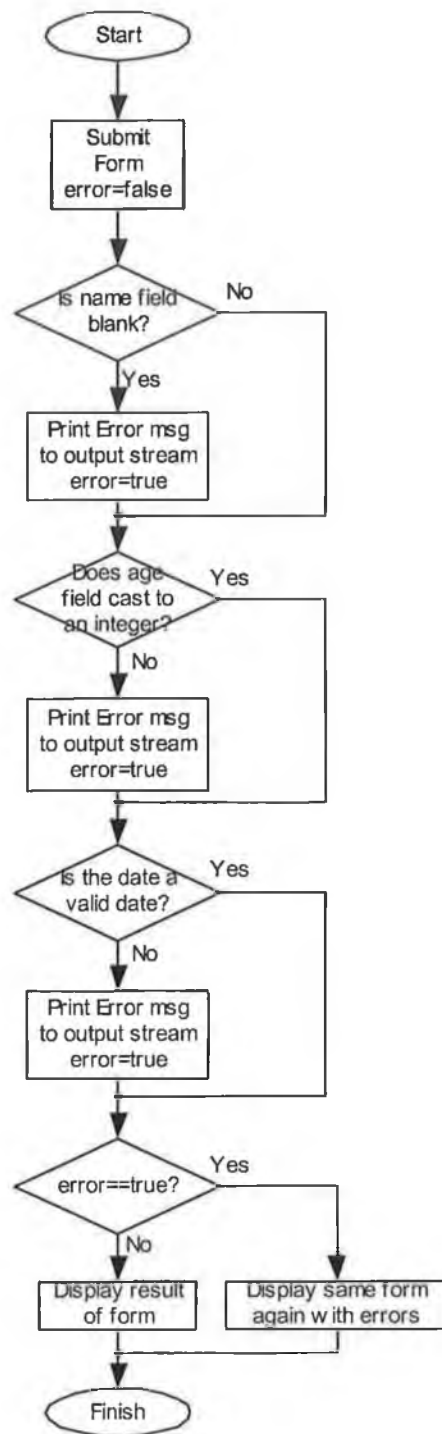 Start
Submit
Form
error=false
Is name field
blank?
No
Yes
Print Error msg
to output stream
error=true
Does age
field cast to
an integer?
Yes
No
Print Error msg
to output stream
error=true
Is the date a
valid date?
Yes
No
Print Error msg
to output stream
error=true
error==true?
Yes
No
Display result
of form
Display same form
again with errors
Finish